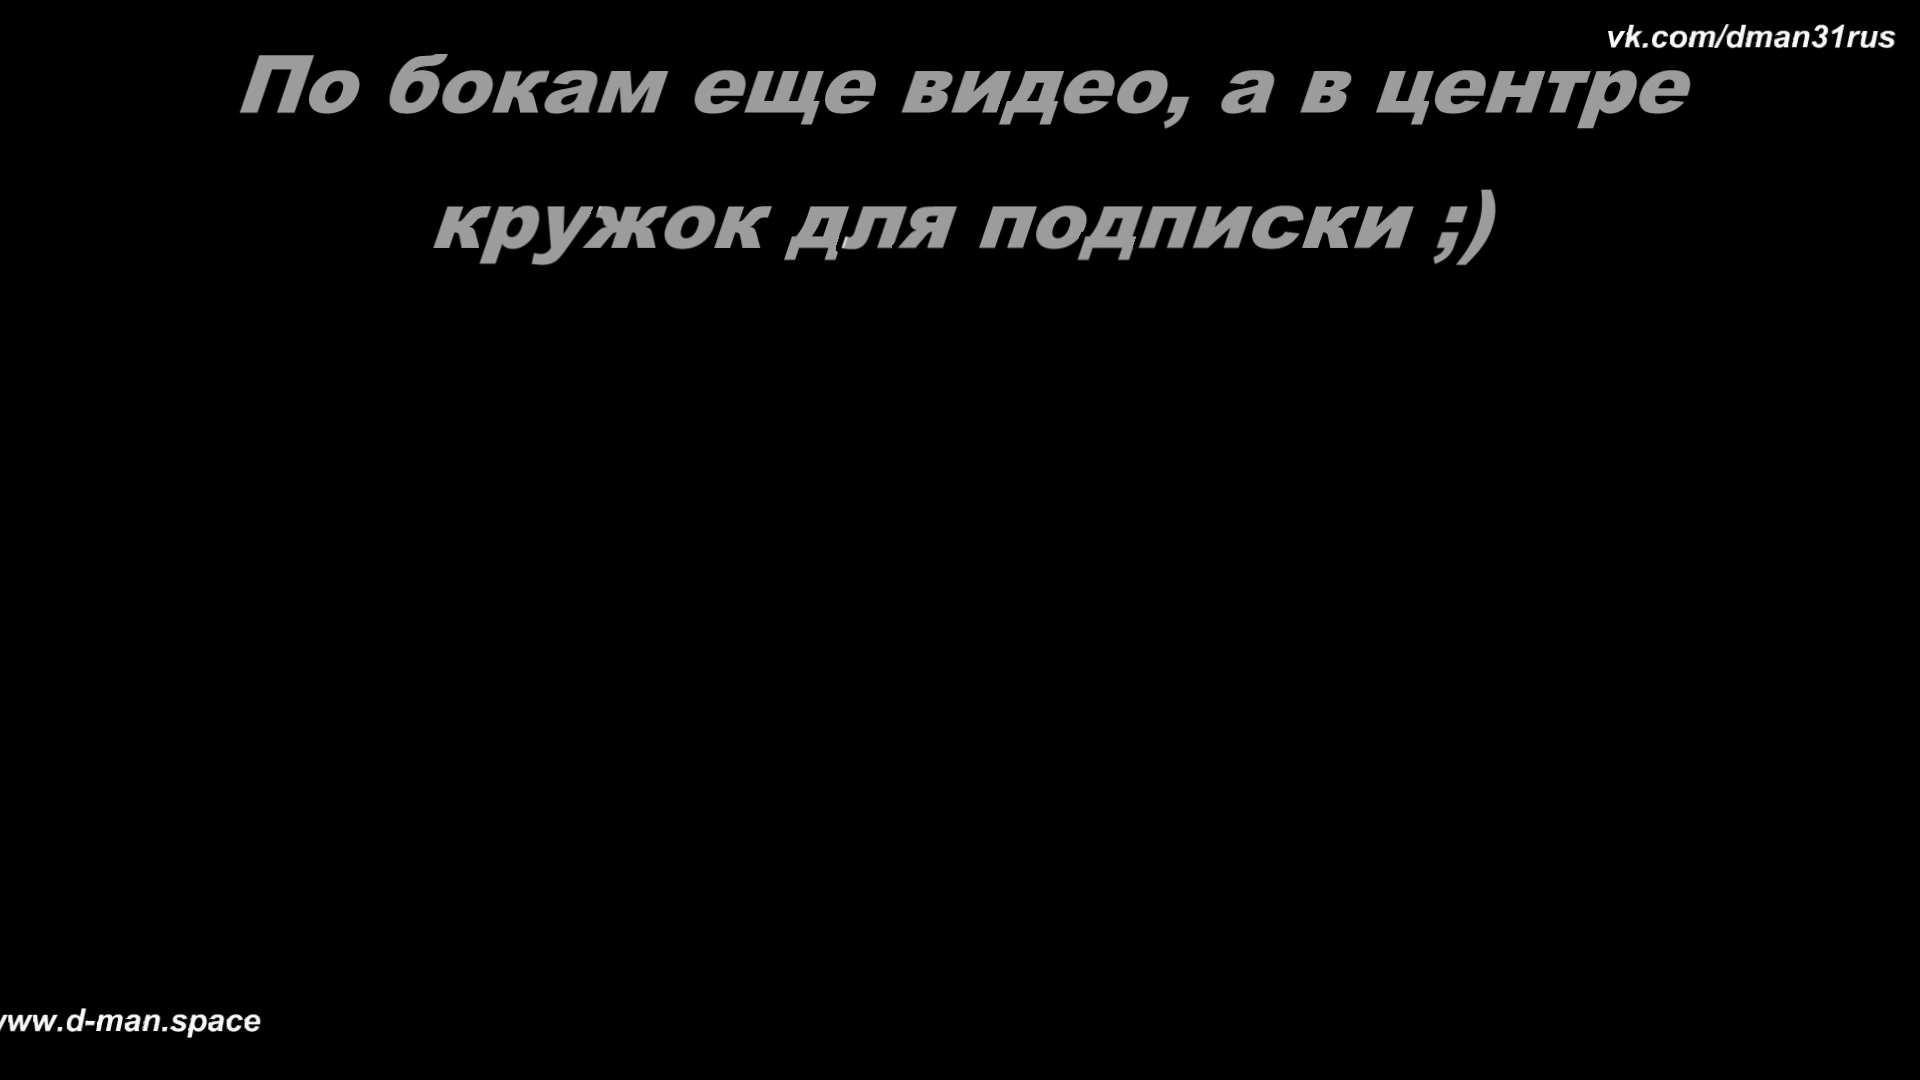 vk.com/dman31rus
По бокам еще видео, а в центре
кружок для подписки ;)
www.d-man.space